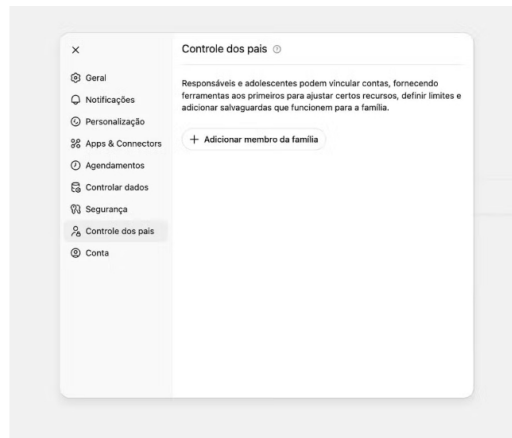 Geral
Notificações
Personalização
Apps & Connectors
Agendamentos
Controlar dados
Segurança
Controle dos pais
Conta
Controle dos pais
Responsáveis e adolescentes podem vincular contas, fornecendo
ferramentas aos primeiros para ajustar certos recursos, definir limites e
adicionar salvaguardas que funcionem para a família.
+ Adicionar membro da família